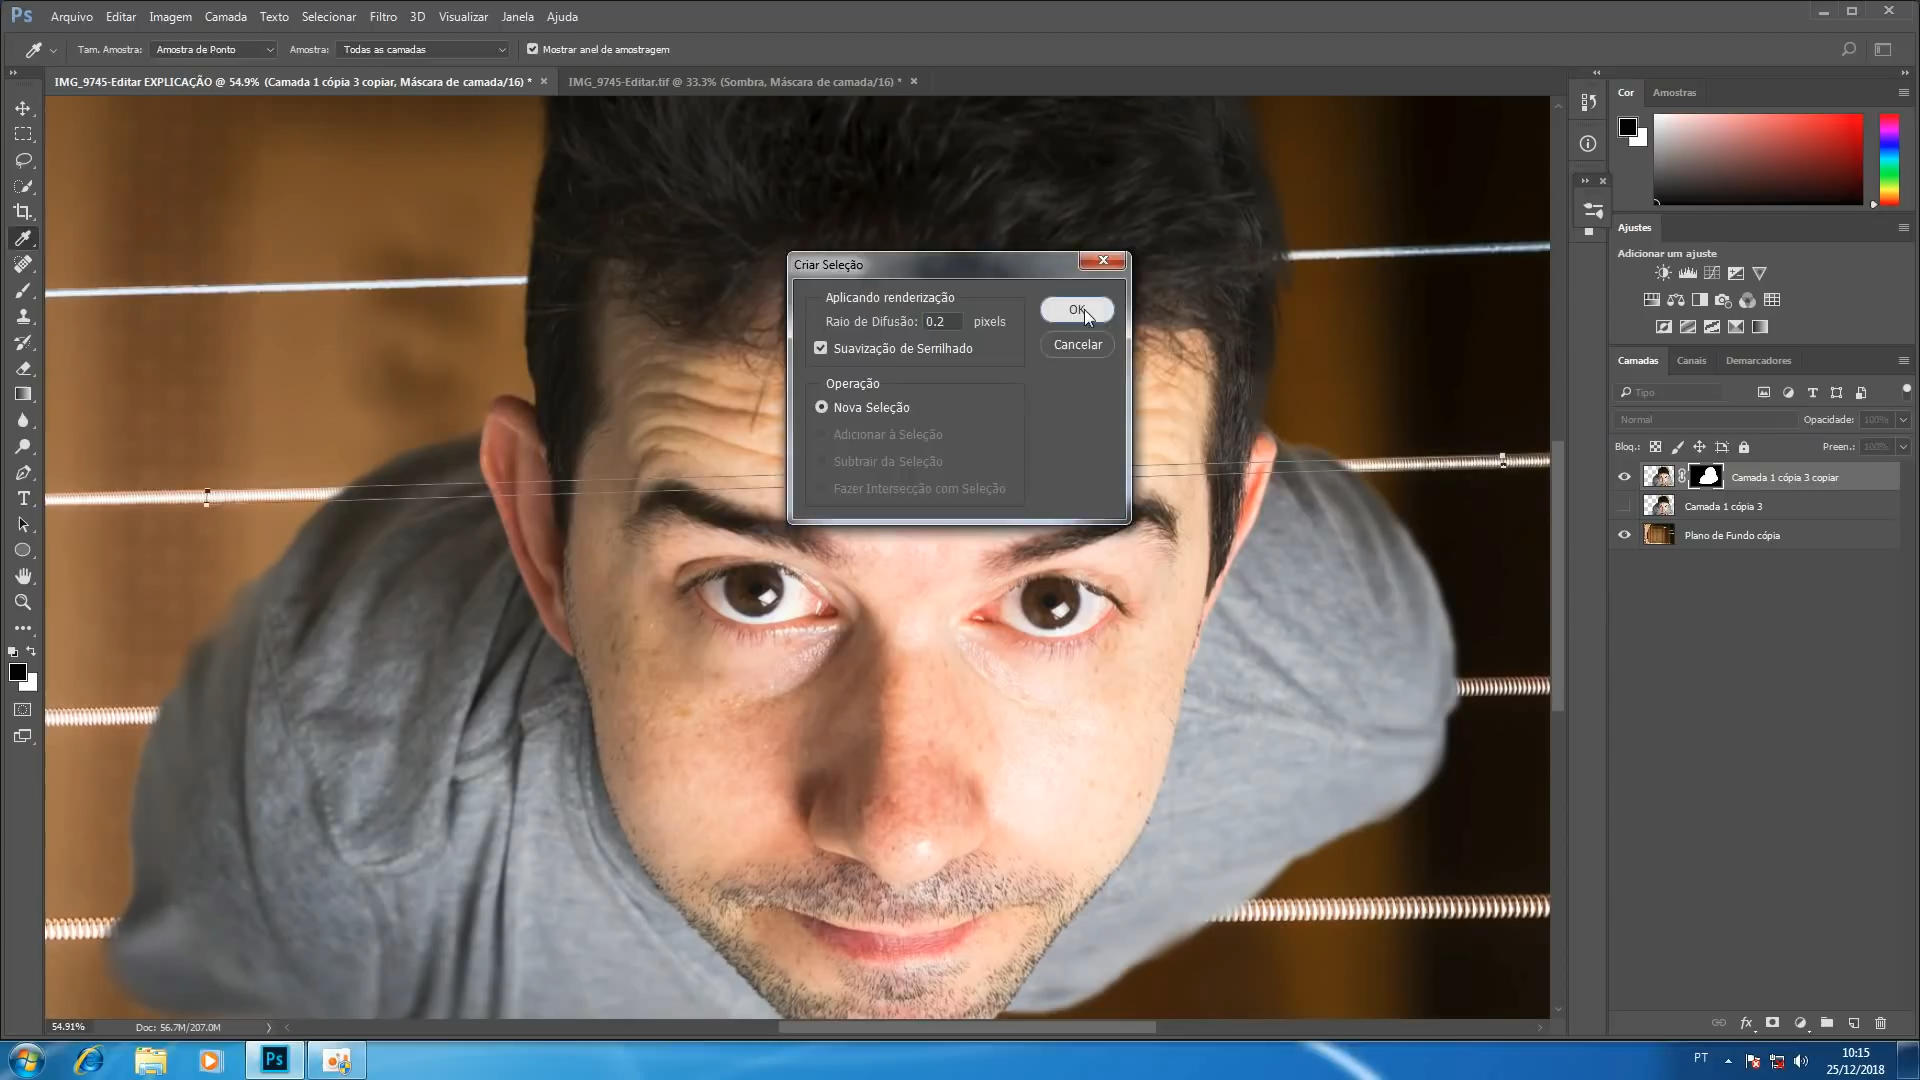 Ps Arquivo Editar Imagem Camada Texto Selecionar Filtro 3D Visualizar Janela Ajuda
Tam. Amostra: Amostra de Ponto Amostra: Todas as camadas Mostrar anel de amostragem
IMG_9745-Editar EXPLICAÇÃO @ 54.9% (Camada 1 cópia 3 copiar, Máscara de camada/16) *
IMG_9745-Editar.tif @ 33.3% (Sombra, Máscara de camada/16) *
Cor Amostras
Ajustes
Adicionar um ajuste
Criar Seleção
Aplicando renderização
Raio de Difusão: 0.2 pixels
Suavização de Serrilhado
OK
Cancelar
Operação
Nova Seleção
Adicionar à Seleção
Subtrair da Seleção
Fazer Intersecção com Seleção
Camadas Canais Demarcadores
Tipo
Normal Opacidade: 100%
Bloq.: Preen.: 100%
Camada 1 cópia 3 copiar
Camada 1 cópia 3
Plano de Fundo cópia
fx
54.91% Doc: 56.7M/207.0M
Ps
PT
10:15
25/12/2018